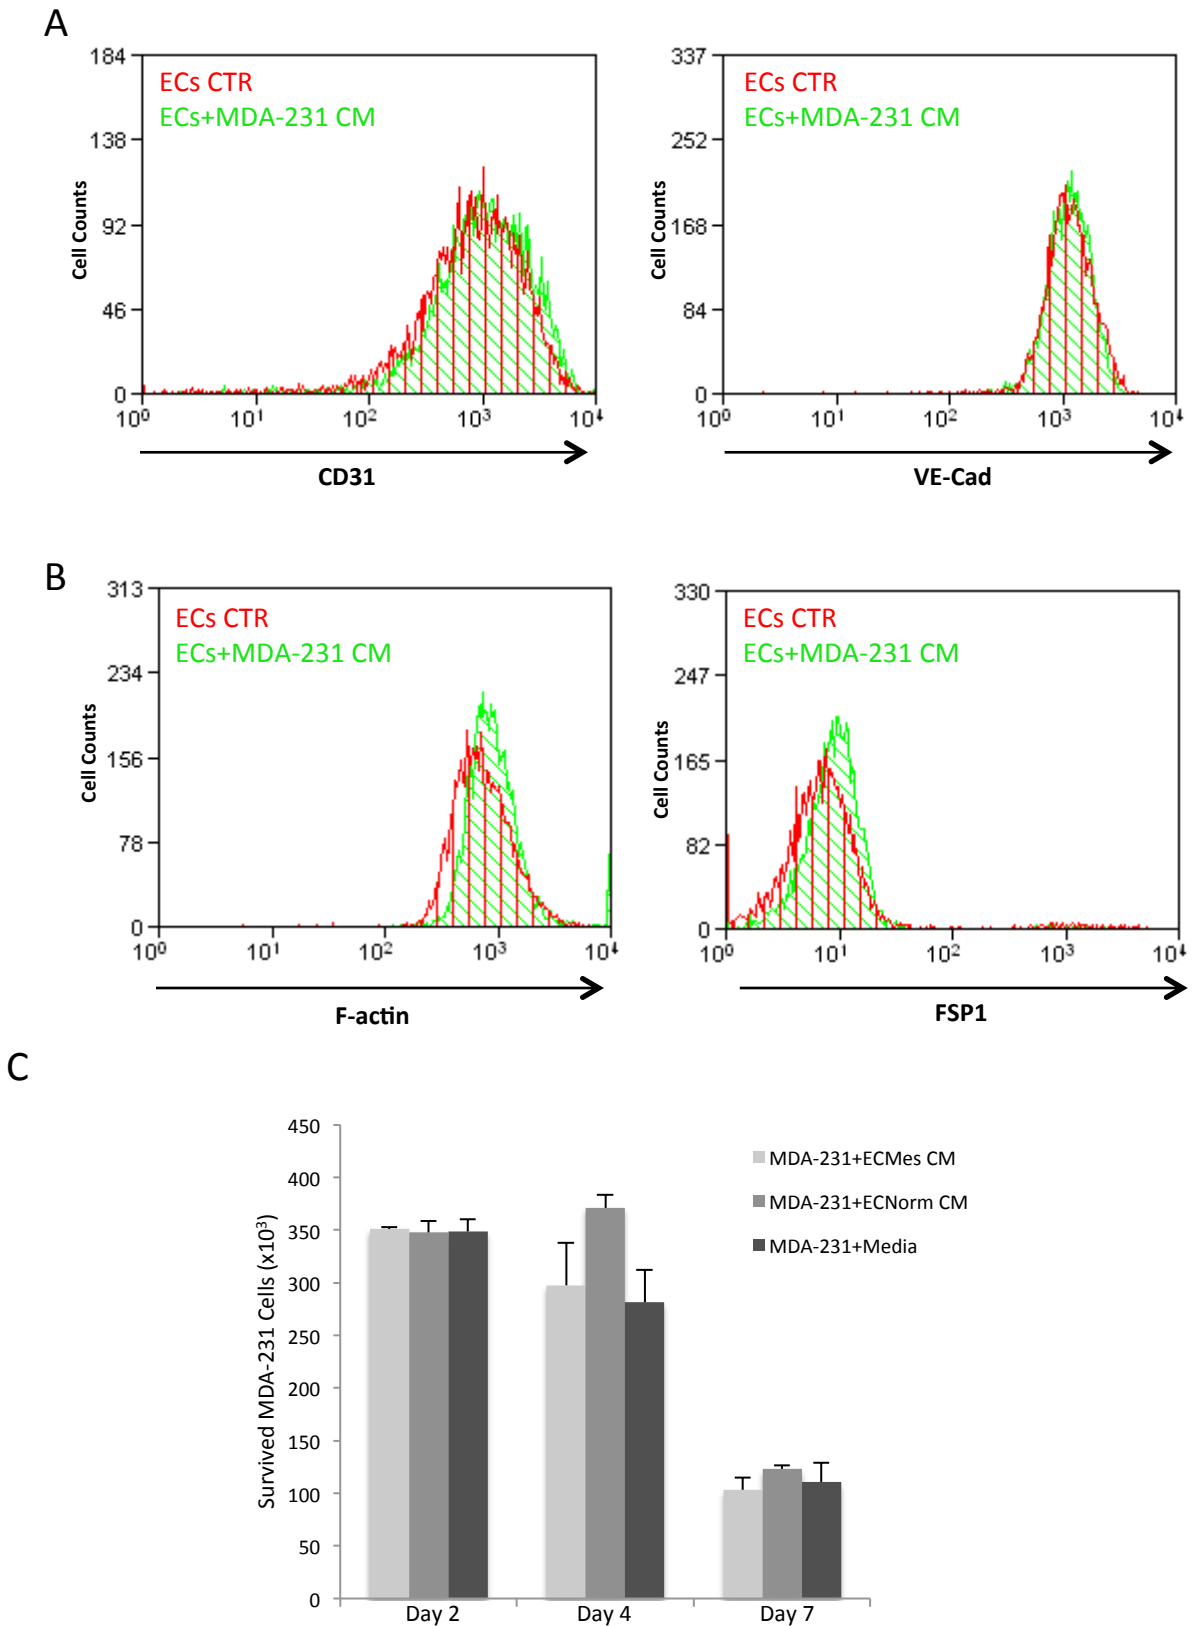 A
184
138
92
46
0
Cell Counts
ECs CTR
ECs+MDA-231 CM
10⁰ 10¹ 10² 10³ 10⁴
CD31
337
252
168
84
0
Cell Counts
ECs CTR
ECs+MDA-231 CM
10⁰ 10¹ 10² 10³ 10⁴
VE-Cad
B
313
234
156
78
0
Cell Counts
ECs CTR
ECs+MDA-231 CM
10⁰ 10¹ 10² 10³ 10⁴
F-actin
330
247
165
82
0
Cell Counts
ECs CTR
ECs+MDA-231 CM
10⁰ 10¹ 10² 10³ 10⁴
FSP1
C
Survived MDA-231 Cells (x10³)
450
400
350
300
250
200
150
100
50
0
MDA-231+ECMes CM
MDA-231+ECNorm CM
MDA-231+Media
Day 2 Day 4 Day 7